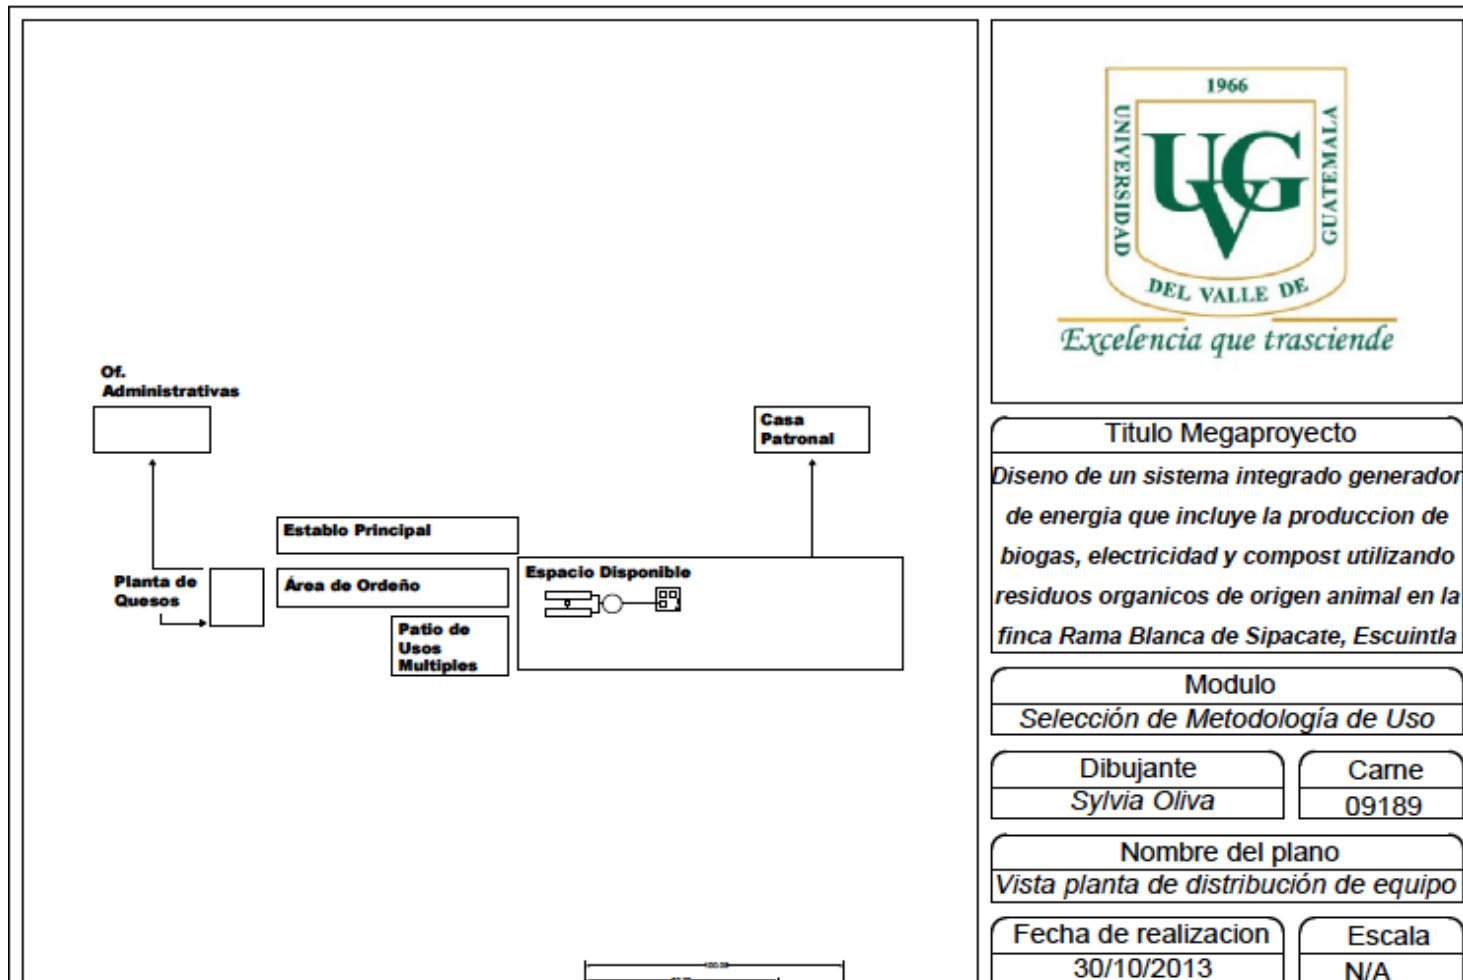 Of.
Administrativas
Casa
Patronal
Establo Principal
Planta de
Quesos
Área de Ordeño
Espacio Disponible
Patio de
Usos
Multiples
1966
UNIVERSIDAD
DEL VALLE DE
GUATEMALA
UVG
Excelencia que trasciende
Titulo Megaproyecto
Diseno de un sistema integrado generador
de energia que incluye la produccion de
biogas, electricidad y compost utilizando
residuos organicos de origen animal en la
finca Rama Blanca de Sipacate, Escuintla
Modulo
Selección de Metodología de Uso
Dibujante
Sylvia Oliva
Carne
09189
Nombre del plano
Vista planta de distribución de equipo
Fecha de realizacion
30/10/2013
Escala
N/A